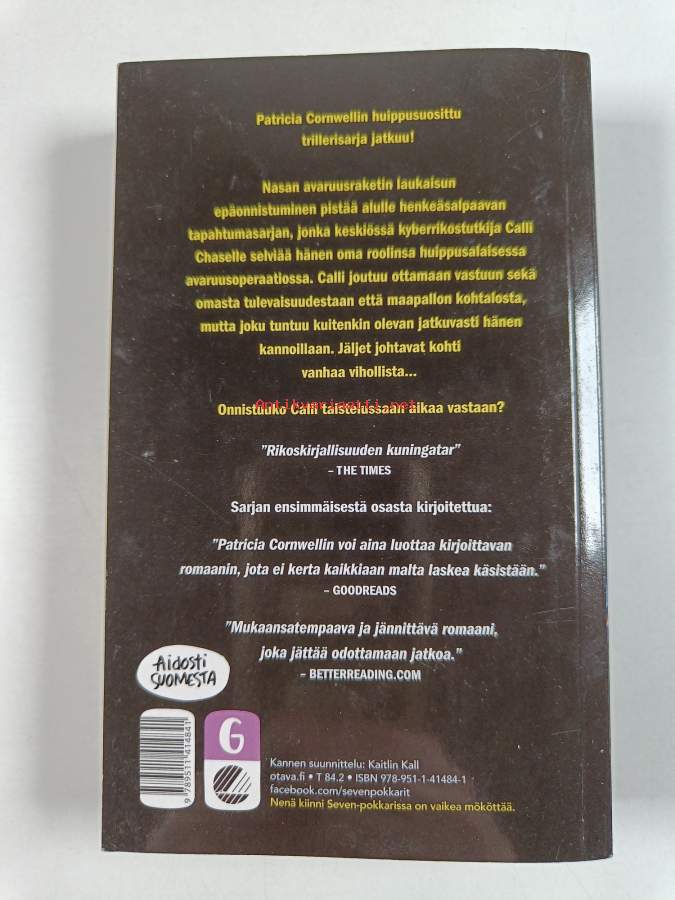 Patricia Cornwellin huippusuosittu
trillerisarja jatkuu!
Nasan avaruusraketin laukaisun
epäonnistuminen pistää alulle henkeäsalpaavan
tapahtumasarjan, jonka keskiössä kyberrikostutkija Calli
Chaselle selviää hänen oma roolinsa huippusalaisessa
avaruusoperaatiossa. Calli joutuu ottamaan vastuun sekä
omasta tulevaisuudestaan että maapallon kohtalosta,
mutta joku tuntuu kuitenkin olevan jatkuvasti hänen
kannoillaan. Jäljet johtavat kohti
vanhaa vihollista...
Antikvariaatfi.net
Onnistuuko Calli taistelussaan aikaa vastaan?
"Rikoskirjallisuuden kuningatar"
– THE TIMES
Sarjan ensimmäisestä osasta kirjoitettua:
"Patricia Cornwellin voi aina luottaa kirjoittavan
romaanin, jota ei kerta kaikkiaan malta laskea käsistään."
– GOODREADS
"Mukaansatempaava ja jännittävä romaani,
joka jättää odottamaan jatkoa."
– BETTERREADING.COM
Aidosti
SUOMESTA
9 789511 414841
G
Kannen suunnittelu: Kaitlin Kall
otava.fi • T 84.2 • ISBN 978-951-1-41484-1
facebook.com/sevenpokkarit
Nenä kiinni Seven-pokkarissa on vaikea mököttää.